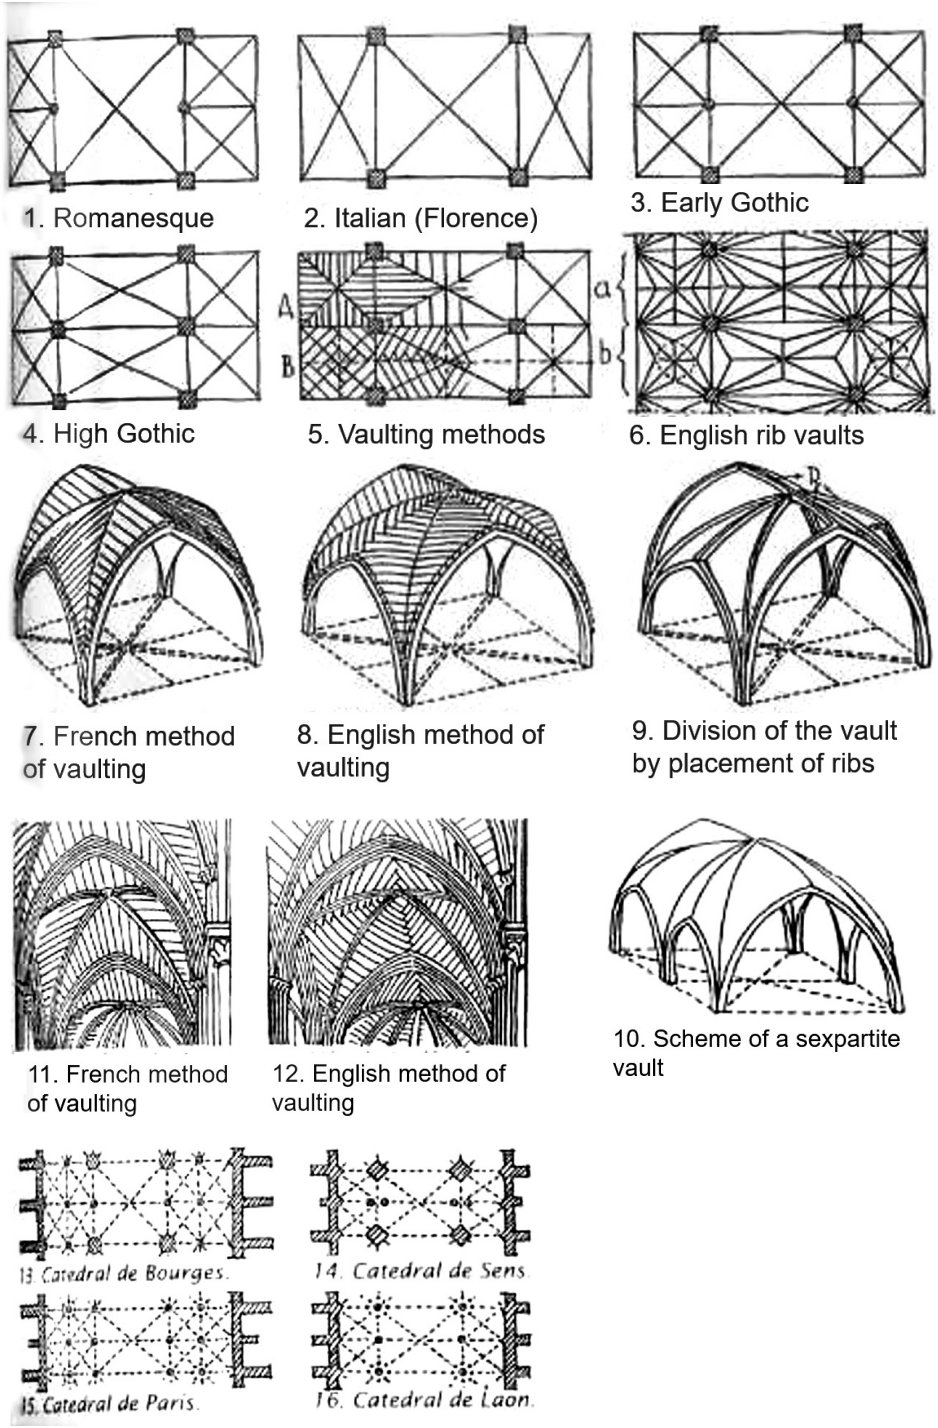 1. Romanesque
2. Italian (Florence)
3. Early Gothic
A
B
a
b
4. High Gothic
5. Vaulting methods
6. English rib vaults
D
7. French method
of vaulting
8. English method of
vaulting
9. Division of the vault
by placement of ribs
11. French method
of vaulting
12. English method of
vaulting
10. Scheme of a sexpartite
vault
13. Catedral de Bourges.
14. Catedral de Sens.
15. Catedral de Paris.
16. Catedral de Laon.